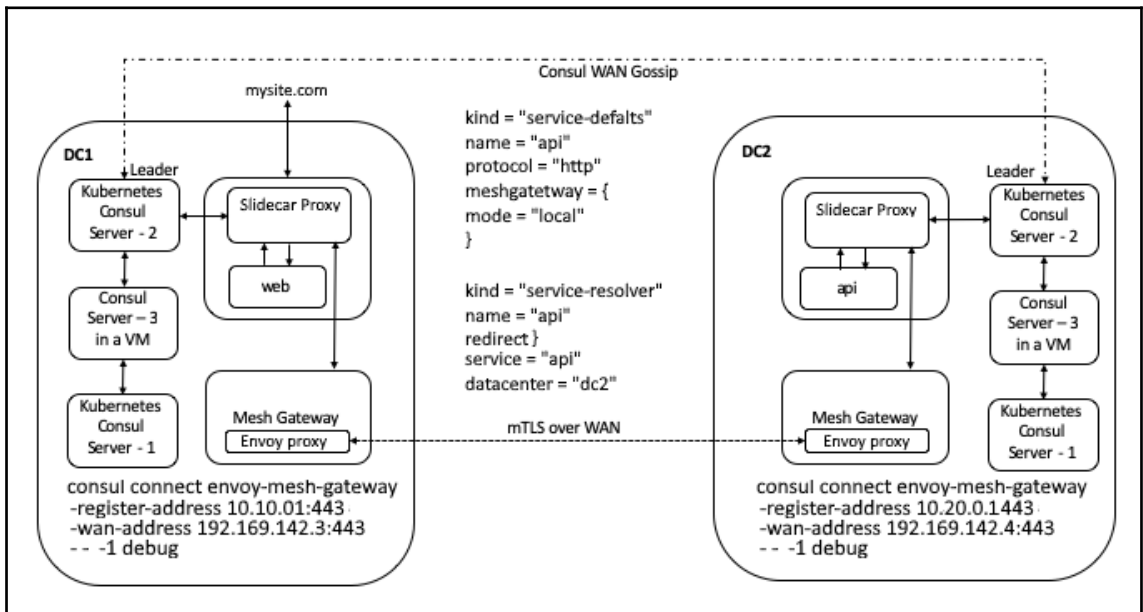 Consul WAN Gossip
mysite.com
DC1
Leader
Kubernetes
Consul
Server - 2
Slidecar Proxy
web
Consul
Server – 3
in a VM
Kubernetes
Consul
Server - 1
Mesh Gateway
Envoy proxy
consul connect envoy-mesh-gateway
-register-address 10.10.01:443
-wan-address 192.169.142.3:443
-- -1 debug
kind = "service-defalts"
name = "api"
protocol = "http"
meshgatetway = {
mode = "local"
}
kind = "service-resolver"
name = "api"
redirect }
service = "api"
datacenter = "dc2"
mTLS over WAN
DC2
Leader
Slidecar Proxy
api
Kubernetes
Consul
Server - 2
Consul
Server – 3
in a VM
Kubernetes
Consul
Server - 1
Mesh Gateway
Envoy proxy
consul connect envoy-mesh-gateway
-register-address 10.20.0.1443
-wan-address 192.169.142.4:443
-- -1 debug